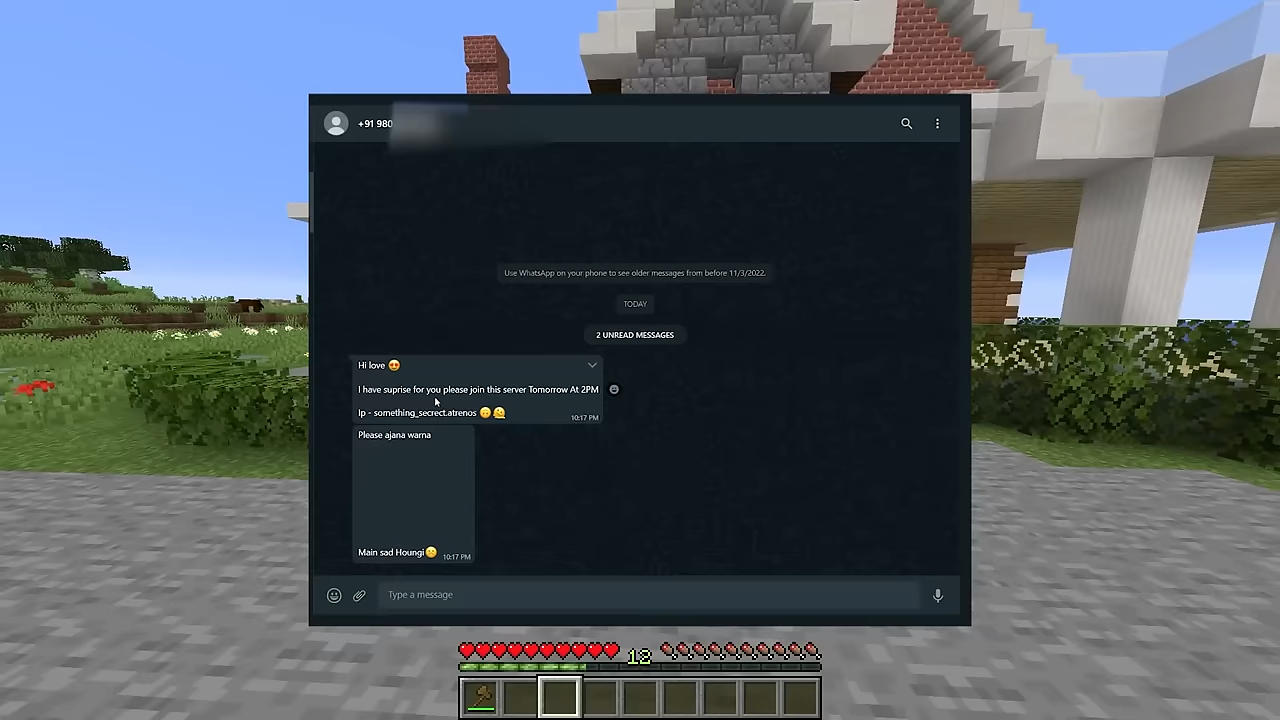 +91 980
Use WhatsApp on your phone to see older messages from before 11/3/2022.
TODAY
2 UNREAD MESSAGES
Hi love 😍
I have suprise for you please join this server Tomorrow At 2PM
Ip - something_secrect.atrenos 🙃🫠
10:17 PM
Please ajana warna
Main sad Houngi🙁
10:17 PM
Type a message
18